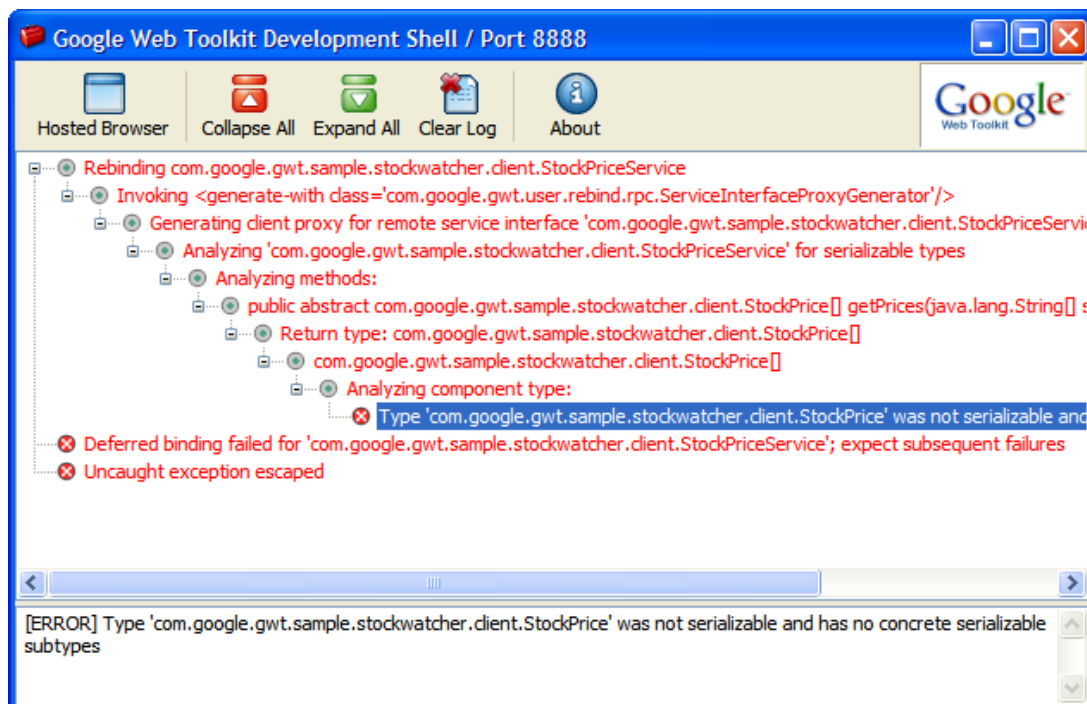 Google Web Toolkit Development Shell / Port 8888
Hosted Browser Collapse All Expand All Clear Log About
Google
Web Toolkit
Rebinding com.google.gwt.sample.stockwatcher.client.StockPriceService
Invoking <generate-with class='com.google.gwt.user.rebind.rpc.ServiceInterfaceProxyGenerator'/>
Generating client proxy for remote service interface 'com.google.gwt.sample.stockwatcher.client.StockPriceServi
Analyzing 'com.google.gwt.sample.stockwatcher.client.StockPriceService' for serializable types
Analyzing methods:
public abstract com.google.gwt.sample.stockwatcher.client.StockPrice[] getPrices(java.lang.String[] s
Return type: com.google.gwt.sample.stockwatcher.client.StockPrice[]
com.google.gwt.sample.stockwatcher.client.StockPrice[]
Analyzing component type:
Type 'com.google.gwt.sample.stockwatcher.client.StockPrice' was not serializable and
Deferred binding failed for 'com.google.gwt.sample.stockwatcher.client.StockPriceService'; expect subsequent failures
Uncaught exception escaped
[ERROR] Type 'com.google.gwt.sample.stockwatcher.client.StockPrice' was not serializable and has no concrete serializable
subtypes